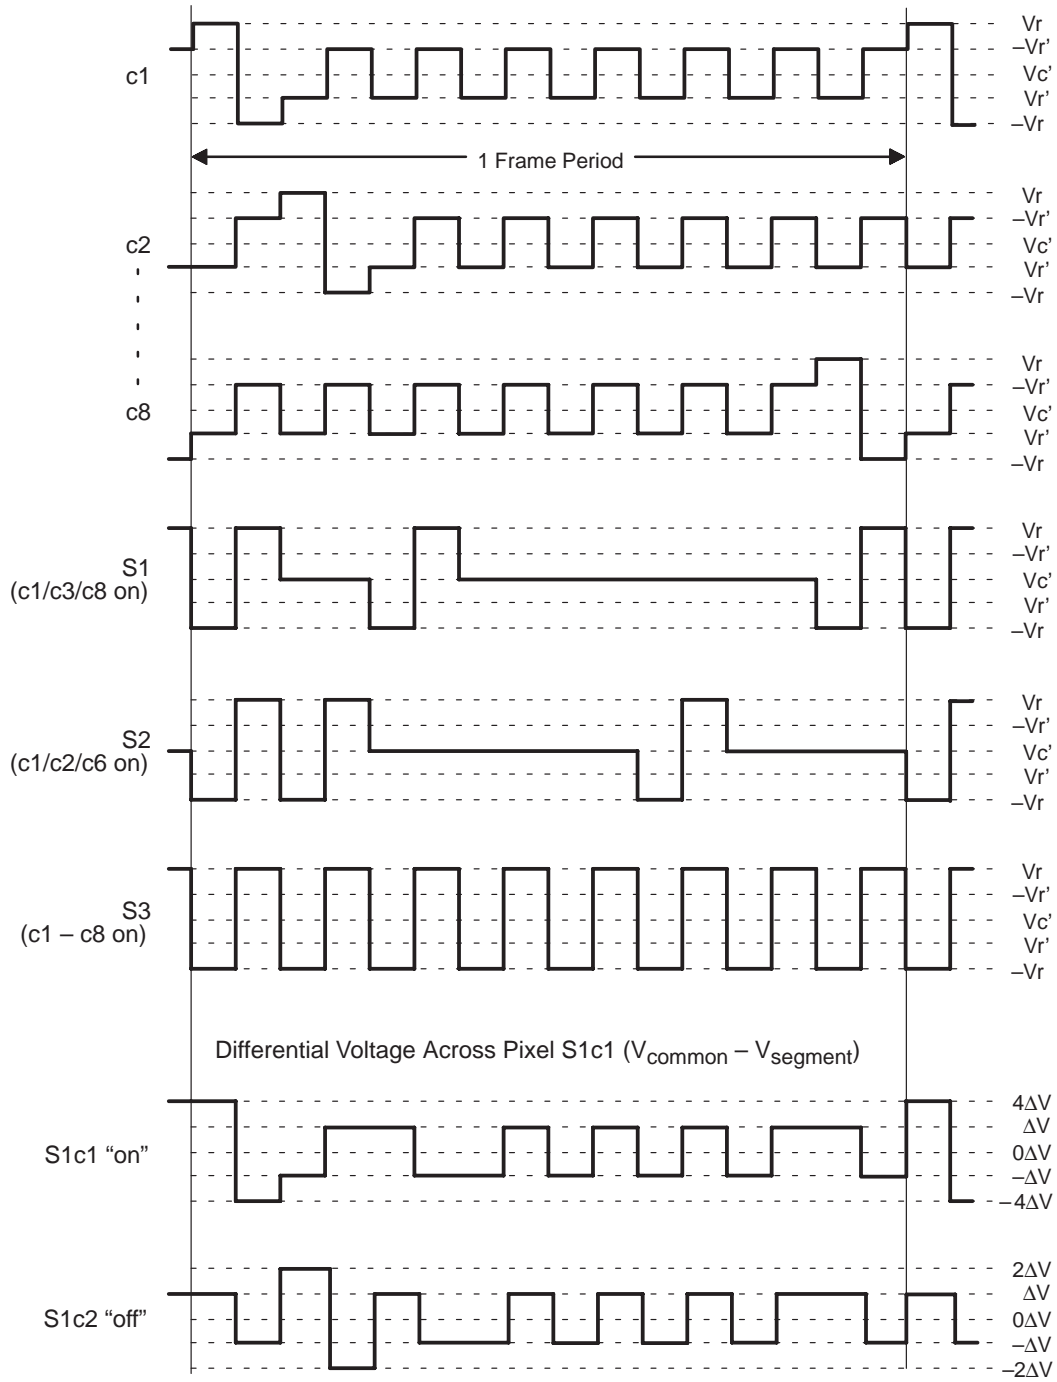 c1
Vr
–Vr’
Vc’
Vr’
–Vr
1 Frame Period
c2
Vr
–Vr’
Vc’
Vr’
–Vr
c8
Vr
–Vr’
Vc’
Vr’
–Vr
S1
(c1/c3/c8 on)
Vr
–Vr’
Vc’
Vr’
–Vr
S2
(c1/c2/c6 on)
Vr
–Vr’
Vc’
Vr’
–Vr
S3
(c1 – c8 on)
Vr
–Vr’
Vc’
Vr’
–Vr
Differential Voltage Across Pixel S1c1 (Vcommon – Vsegment)
S1c1 “on”
4ΔV
ΔV
0ΔV
–ΔV
–4ΔV
S1c2 “off”
2ΔV
ΔV
0ΔV
–ΔV
–2ΔV